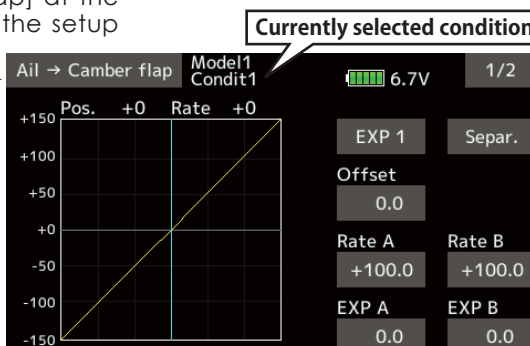 ap] at the
the setup
Currently selected condition
Ail → Camber flap
Model1
Condit1
6.7V
1/2
Pos. +0 Rate +0
+150
+100
+50
+0
-50
-100
-150
EXP 1
Separ.
Offset
0.0
Rate A Rate B
+100.0 +100.0
EXP A EXP B
0.0 0.0